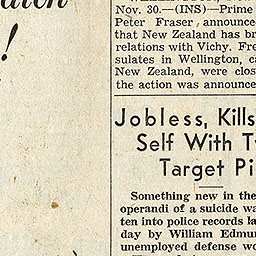 !
Nov. 30.—(INS)—Prime
Peter Fraser announce
that New Zealand has br
relations with Vichy. Fre
sulates in Wellington, ca
New Zealand, were clos
the action was announce
Jobless, Kills
Self With T
Target Pi
Something new in the
operandi of a suicide wa
ten into police records la
day by William Edmu
unemployed defense wo